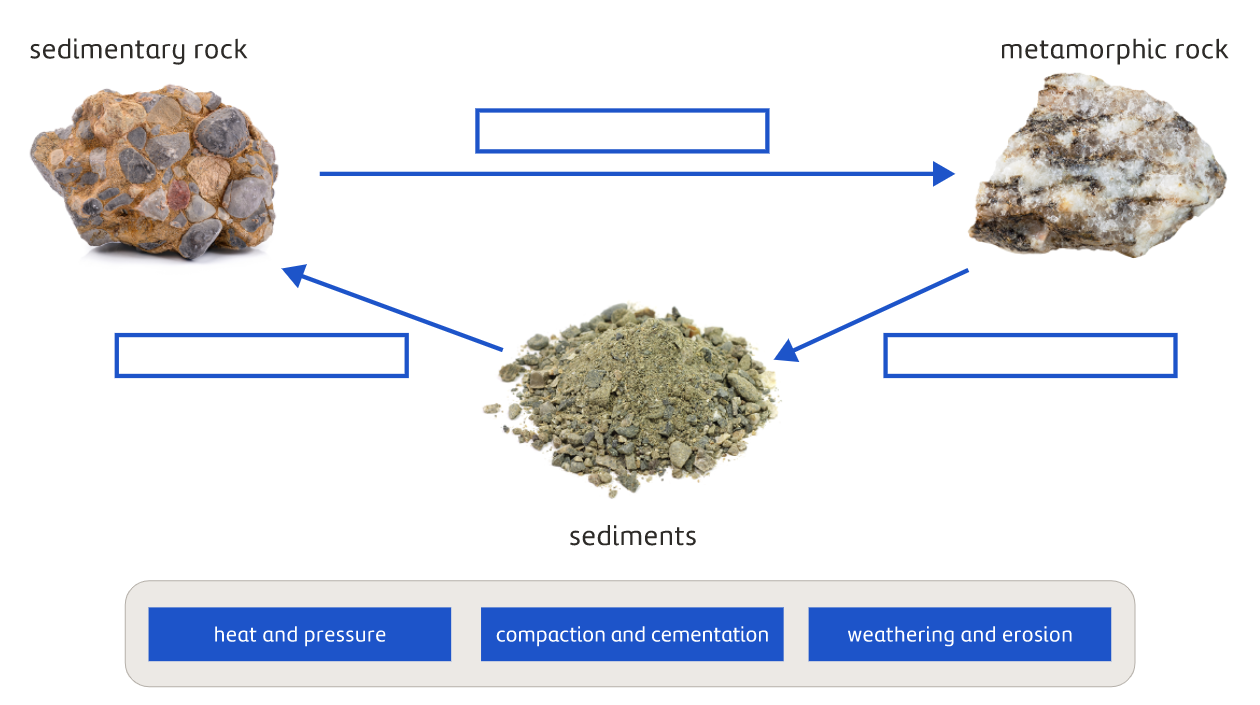 sedimentary rock
metamorphic rock
sediments
heat and pressure
compaction and cementation
weathering and erosion